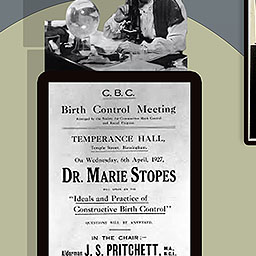 C.B.C.
Birth Control Meeting
Arranged by the Society for Constructive Birth Control
and Racial Progress.
TEMPERANCE HALL,
Temple Street, Birmingham,
On Wednesday, 6th April, 1927,
DR. MARIE STOPES
WILL SPEAK ON THE
"Ideals and Practice of
Constructive Birth Control"
QUESTIONS WILL BE ANSWERED.
IN THE CHAIR:—
Alderman J. S. PRITCHETT, M.A.,